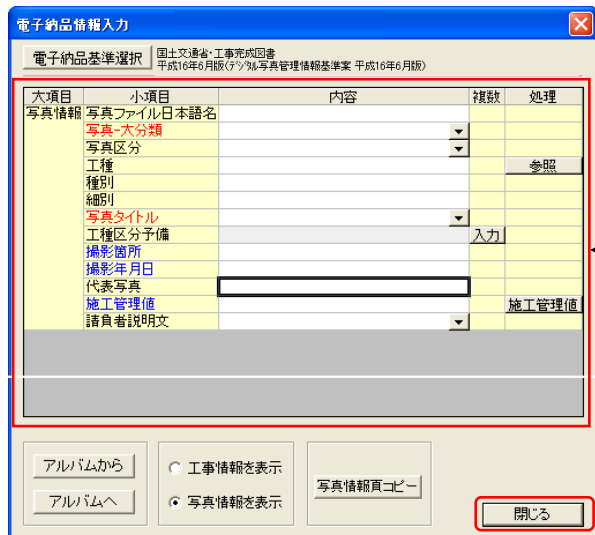 電子納品情報入力
電子納品基準選択
国土交通省・工事完成図書
平成16年6月版(デジタル写真管理情報基準案 平成16年6月版)
大項目 小項目 内容 複数 処理
写真情報 写真ファイル日本語名
写真-大分類
写真区分
工種 参照
種別
細別
写真タイトル
工種区分予備 入力
撮影箇所
撮影年月日
代表写真
施工管理値 施工管理値
請負者説明文
アルバムから
アルバムへ
工事情報を表示
写真情報を表示
写真情報頁コピー
閉じる